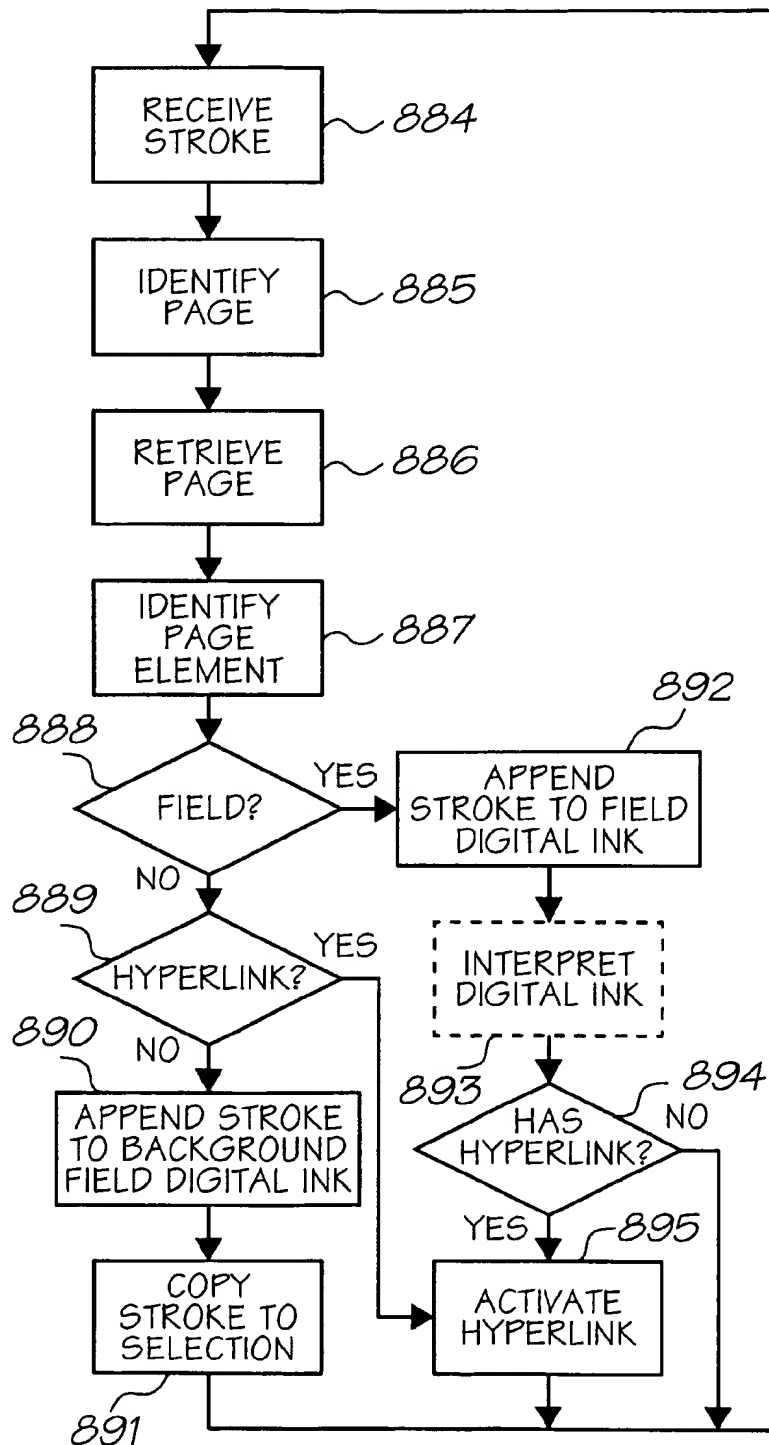 RECEIVE
STROKE
884
IDENTIFY
PAGE
885
RETRIEVE
PAGE
886
IDENTIFY
PAGE
ELEMENT
887
888
FIELD?
YES
NO
892
APPEND
STROKE TO FIELD
DIGITAL INK
889
HYPERLINK?
YES
NO
INTERPRET
DIGITAL INK
893
890
APPEND STROKE
TO BACKGROUND
FIELD DIGITAL INK
894
HAS
HYPERLINK?
NO
YES
895
COPY
STROKE TO
SELECTION
891
ACTIVATE
HYPERLINK